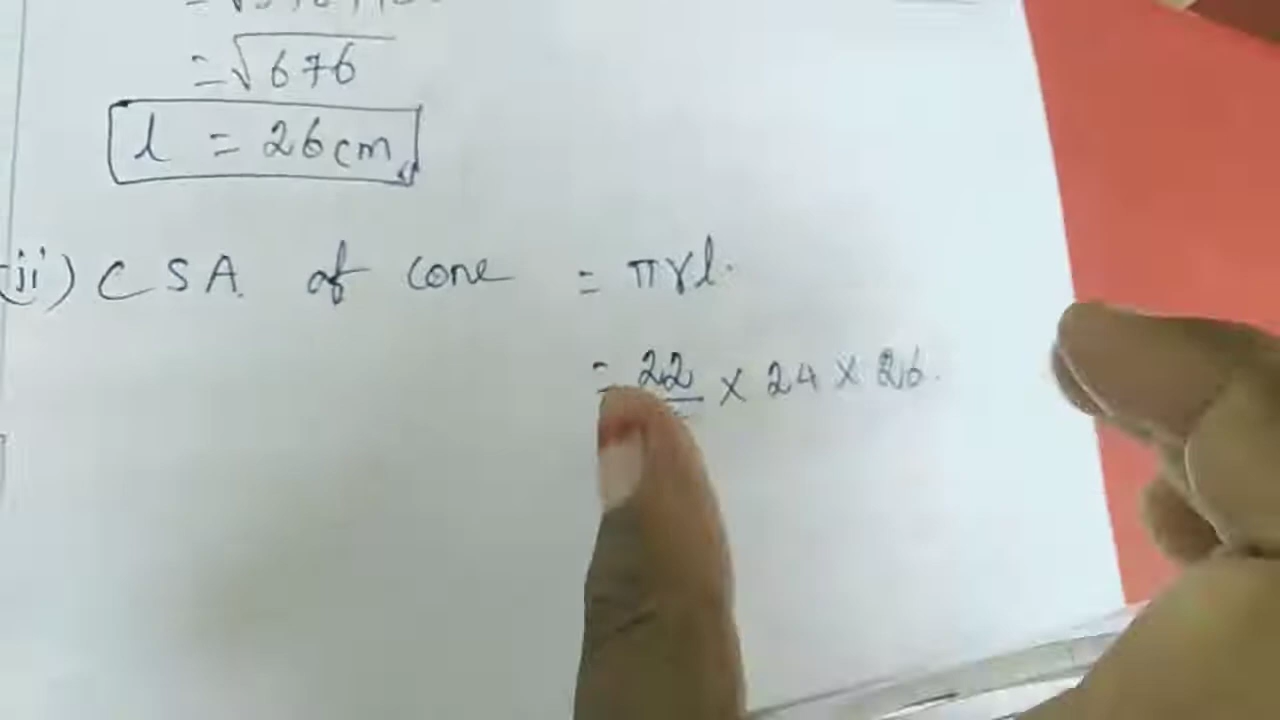 = √676
l = 26cm
(ii) CSA of cone = πrl.
= 22 × 24 × 26.